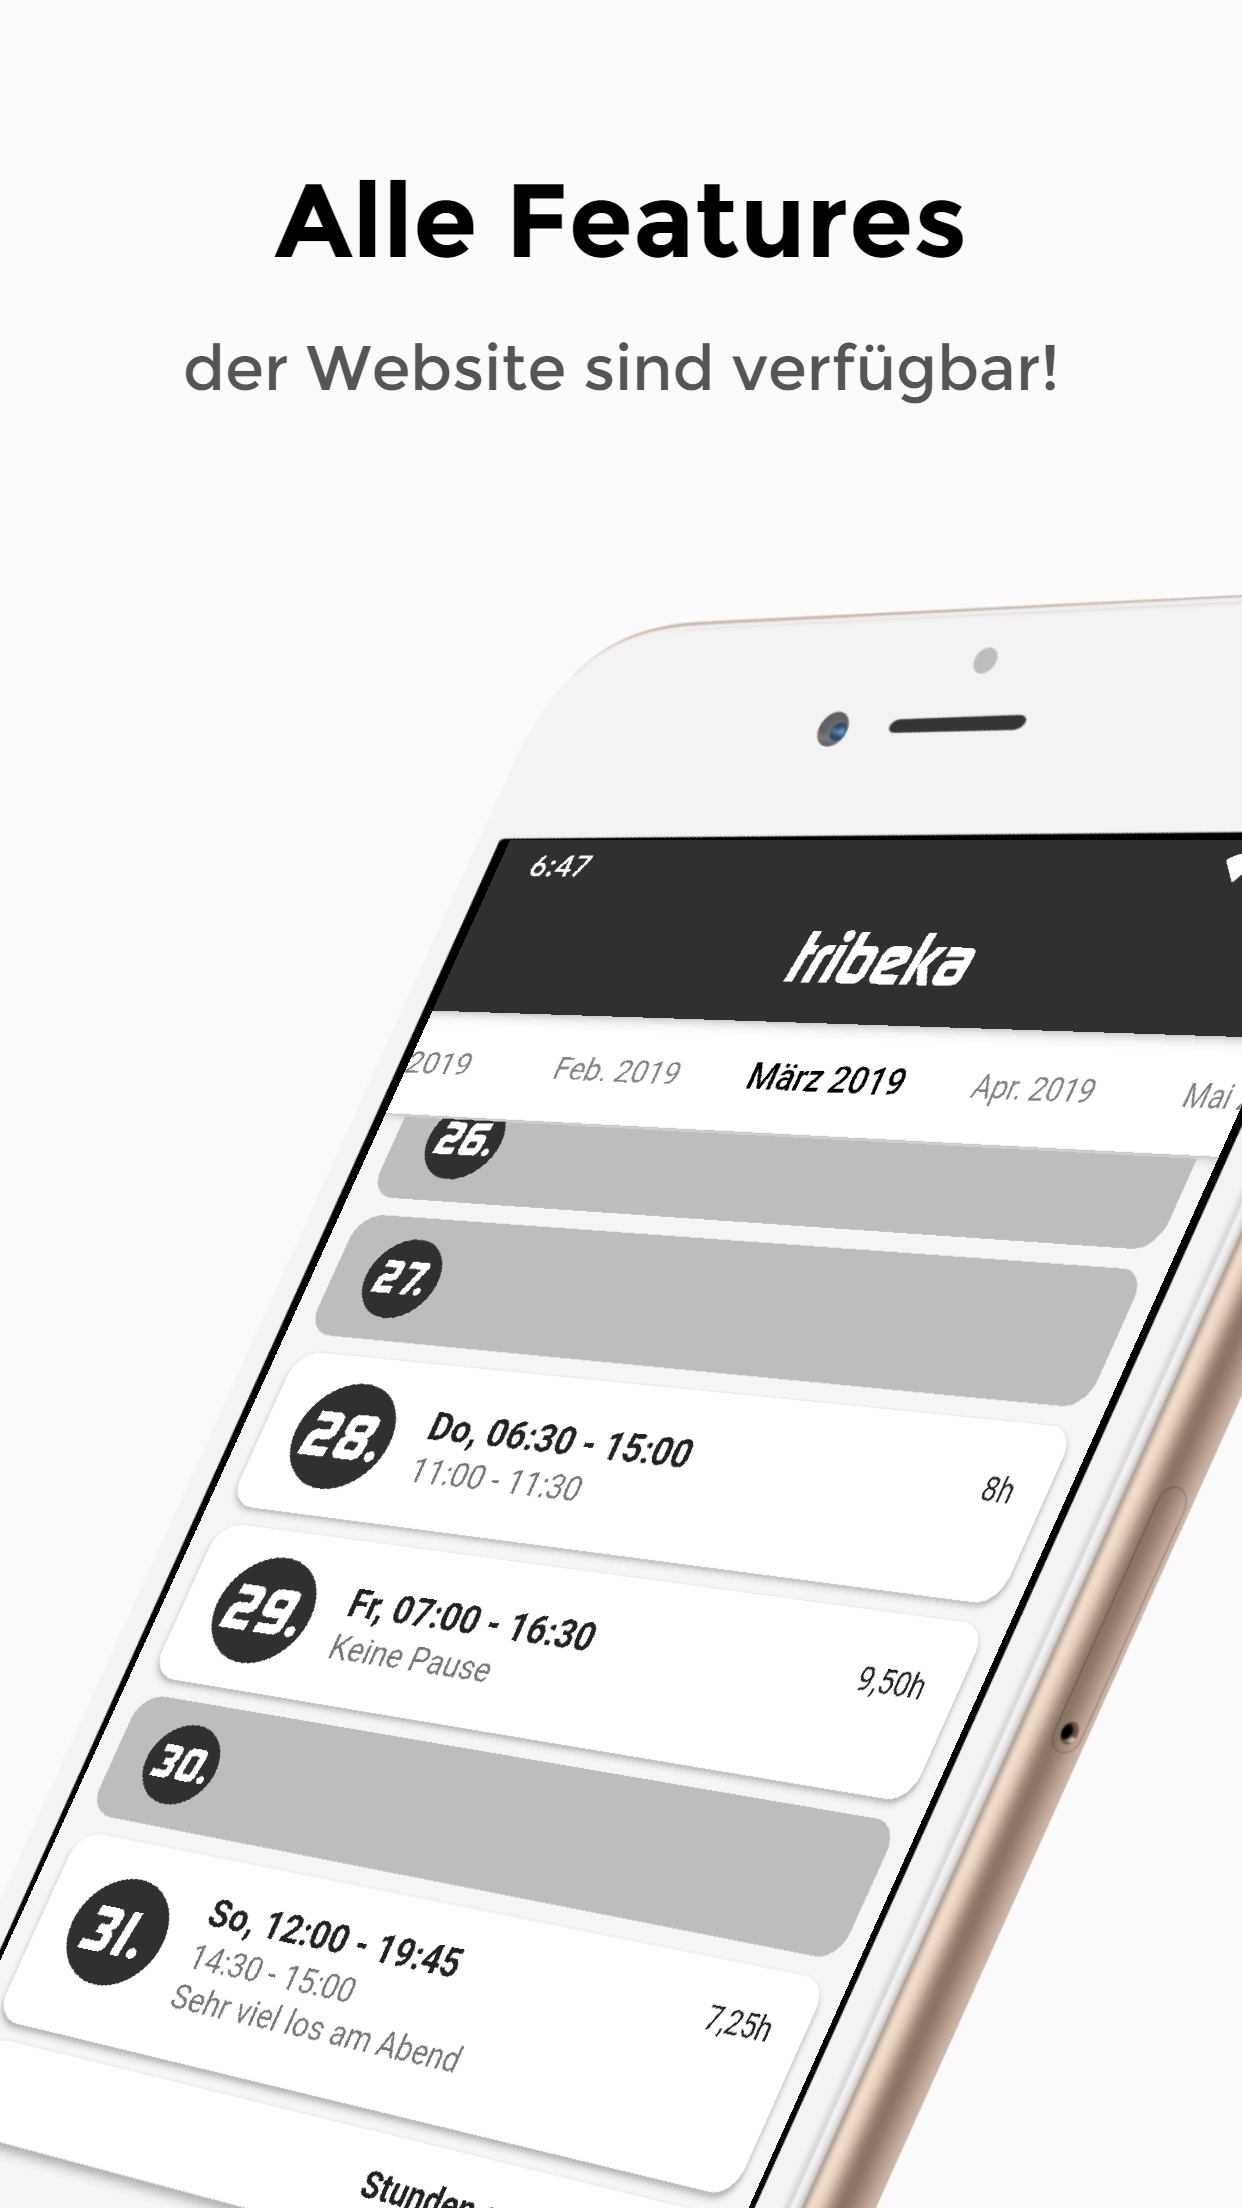 Alle Features
der Website sind verfügbar!
6:47
tribeka
2019 Feb. 2019 März 2019 Apr. 2019 Mai
26.
27.
28. Do, 06:30 - 15:00
11:00 - 11:30
8h
29. Fr, 07:00 - 16:30
Keine Pause
9,50h
30.
31. So, 12:00 - 19:45
14:30 - 15:00
Sehr viel los am Abend
7,25h
Stunden